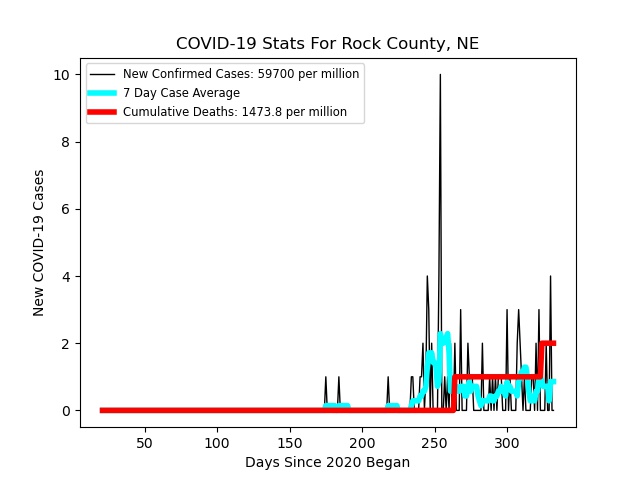 COVID-19 Stats For Rock County, NE
New Confirmed Cases: 59700 per million
7 Day Case Average
Cumulative Deaths: 1473.8 per million
New COVID-19 Cases
10
8
6
4
2
0
50 100 150 200 250 300
Days Since 2020 Began